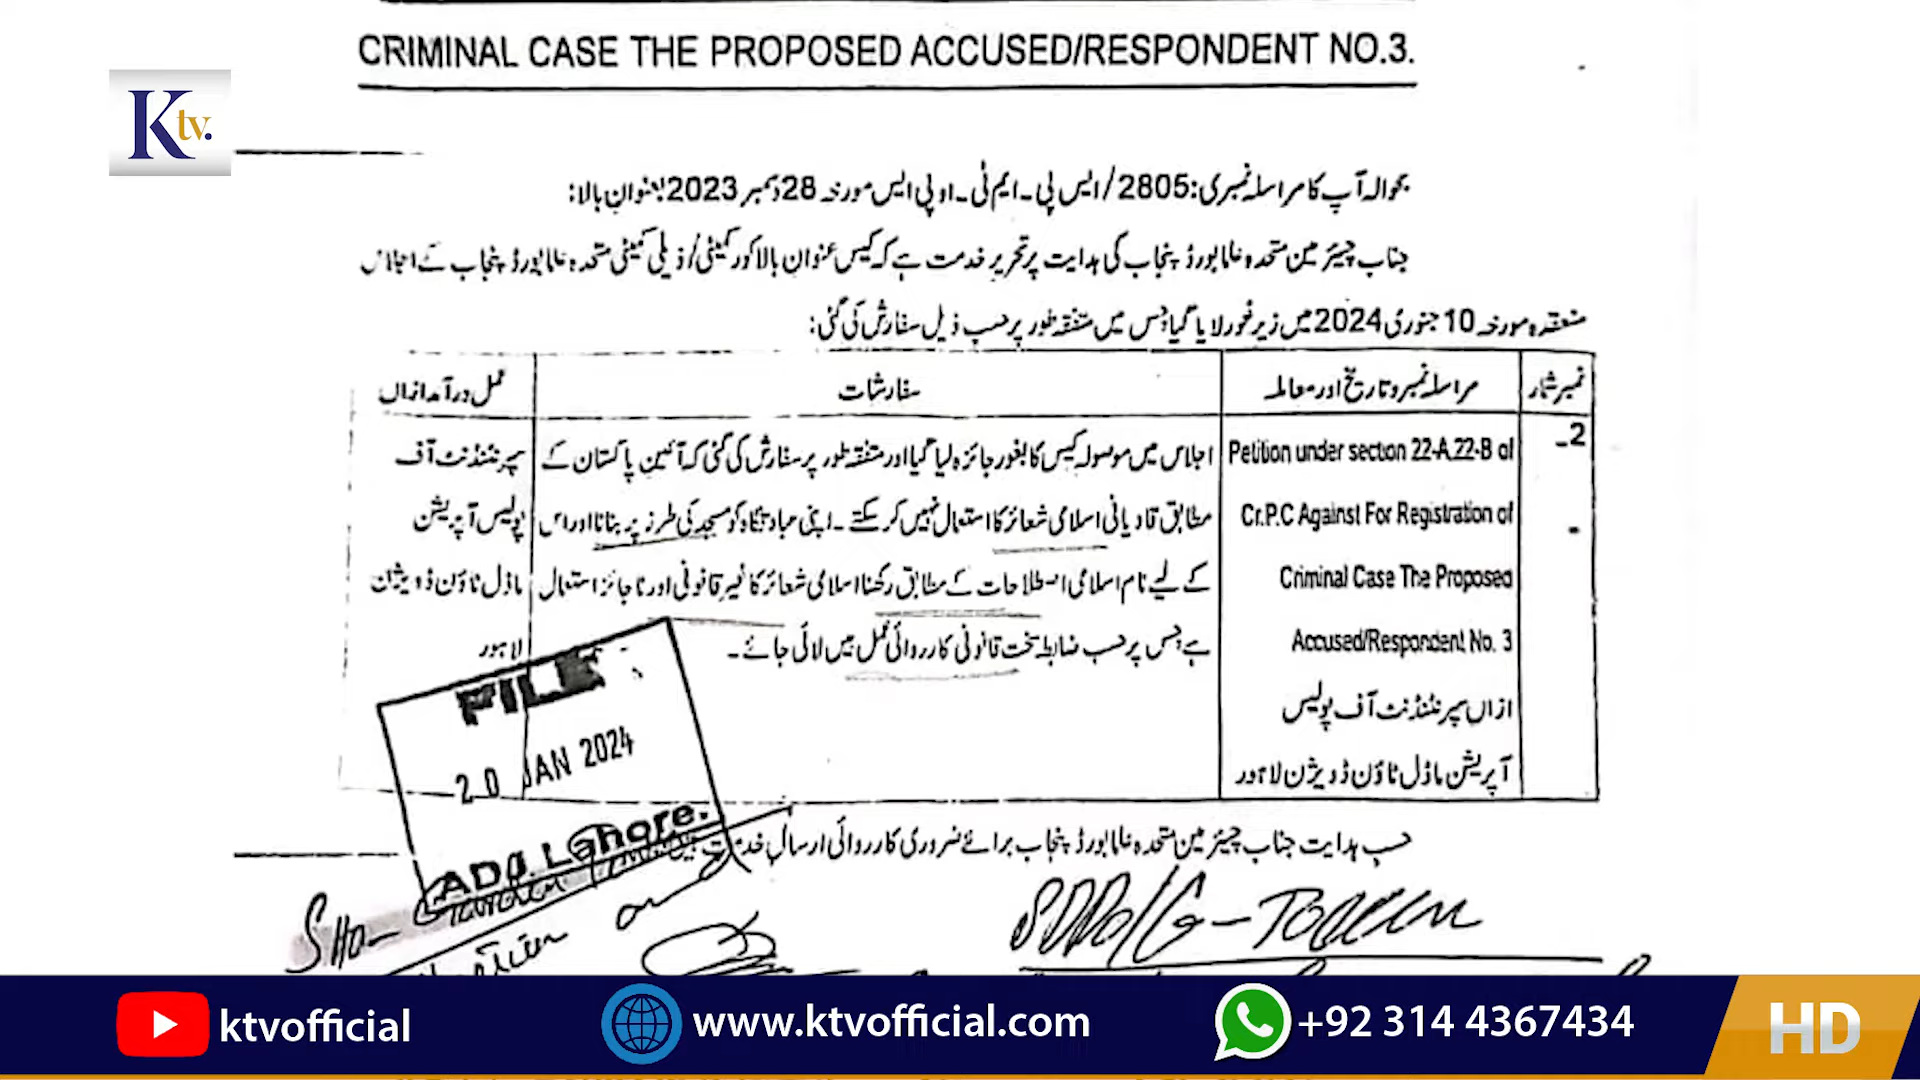 CRIMINAL CASE THE PROPOSED ACCUSED/RESPONDENT NO.3.
Ktv.
بحوالہ آپ کا مراسلہ نمبری: 2805/ ایس پی۔ ایم ٹی۔ او پی ایس مورخہ 28 دسمبر 2023 بعنوان بالا:
جناب چیئرمین متحدہ علما بورڈ پنجاب کی ہدایت پر تحریر خدمت ہے کہ کیس عنوان بالا کور کمیٹی/ ذیلی کمیٹی متحدہ علما بورڈ پنجاب کے اجلاس
منعقدہ مورخہ 10 جنوری 2024 میں زیر غور لایا گیا جس میں متفقہ طور پر حسب ذیل سفارش کی گئی:
نمبر شمار
مراسلہ نمبر و تاریخ اور معاملہ
سفارشات
عمل درآمد ازاں
2-
Petition under section 22-A.22-B of
Cr.P.C Against For Registration of
Criminal Case The Proposed
Accused/Respondent No. 3
ازاں سپرنٹنڈنٹ آف پولیس
آپریشن ماڈل ٹاؤن ڈویژن لاہور
اجلاس میں موصولہ کیس کا بغور جائزہ لیا گیا اور متفقہ طور پر سفارش کی گئی کہ آئین پاکستان کے
مطابق قادیانی اسلامی شعائر کا استعمال نہیں کر سکتے۔ اپنی عبادتگاہ کو مسجد کی طرز پر بنانا اور اس
کے لیے نام اسلامی اصطلاحات کے مطابق رکھنا اسلامی شعائر کا غیر قانونی اور ناجائز استعمال
ہے جس پر حسب ضابطہ سخت قانونی کارروائی عمل میں لائی جائے۔
سپرنٹنڈنٹ آف
پولیس آپریشن
ماڈل ٹاؤن ڈویژن
لاہور
FILE
20 JAN 2024
ADJ. Lahore.
حسب ہدایت جناب چیئرمین متحدہ علما بورڈ پنجاب برائے ضروری کارروائی ارسال خدمت ہیں
SHO-
ktvofficial
www.ktvofficial.com
+92 314 4367434
HD